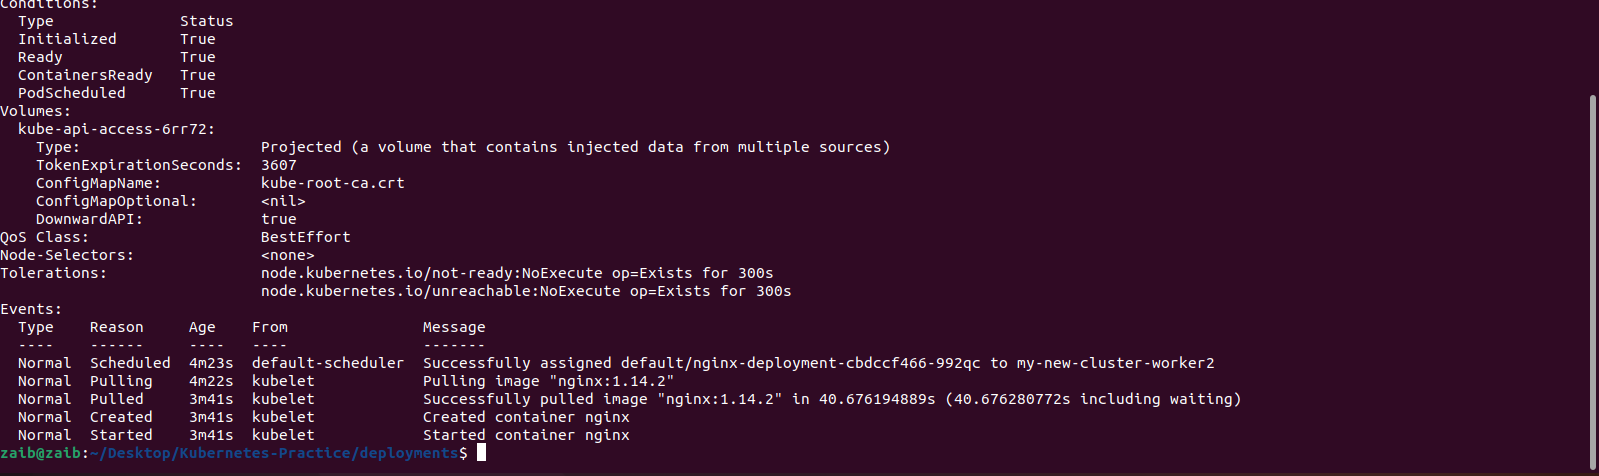 Conditions:
  Type              Status
  Initialized       True
  Ready             True
  ContainersReady   True
  PodScheduled      True
Volumes:
  kube-api-access-6rr72:
    Type:                    Projected (a volume that contains injected data from multiple sources)
    TokenExpirationSeconds:  3607
    ConfigMapName:           kube-root-ca.crt
    ConfigMapOptional:       <nil>
    DownwardAPI:             true
QoS Class:                   BestEffort
Node-Selectors:              <none>
Tolerations:                 node.kubernetes.io/not-ready:NoExecute op=Exists for 300s
                             node.kubernetes.io/unreachable:NoExecute op=Exists for 300s
Events:
  Type    Reason     Age    From               Message
  ----    ------     ----   ----               -------
  Normal  Scheduled  4m23s  default-scheduler  Successfully assigned default/nginx-deployment-cbdccf466-992qc to my-new-cluster-worker2
  Normal  Pulling    4m22s  kubelet            Pulling image "nginx:1.14.2"
  Normal  Pulled     3m41s  kubelet            Successfully pulled image "nginx:1.14.2" in 40.676194889s (40.676280772s including waiting)
  Normal  Created    3m41s  kubelet            Created container nginx
  Normal  Started    3m41s  kubelet            Started container nginx
zaib@zaib:~/Desktop/Kubernetes-Practice/deployments$